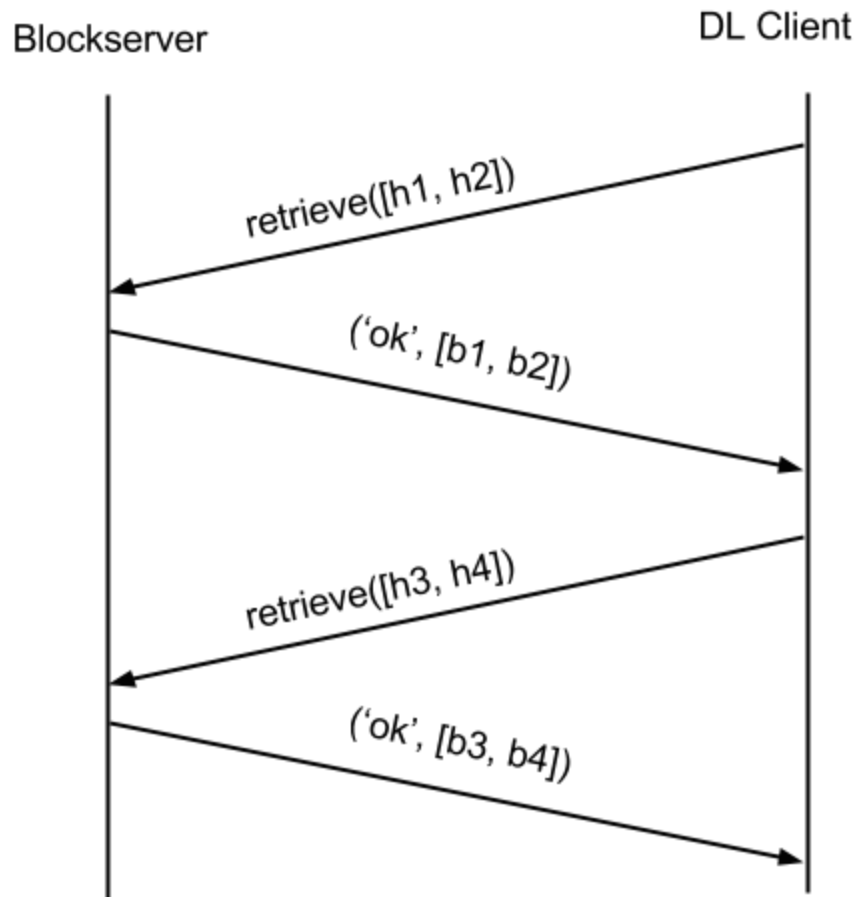 Blockserver
DL Client
retrieve([h1, h2])
(‘ok’, [b1, b2])
retrieve([h3, h4])
(‘ok’, [b3, b4])